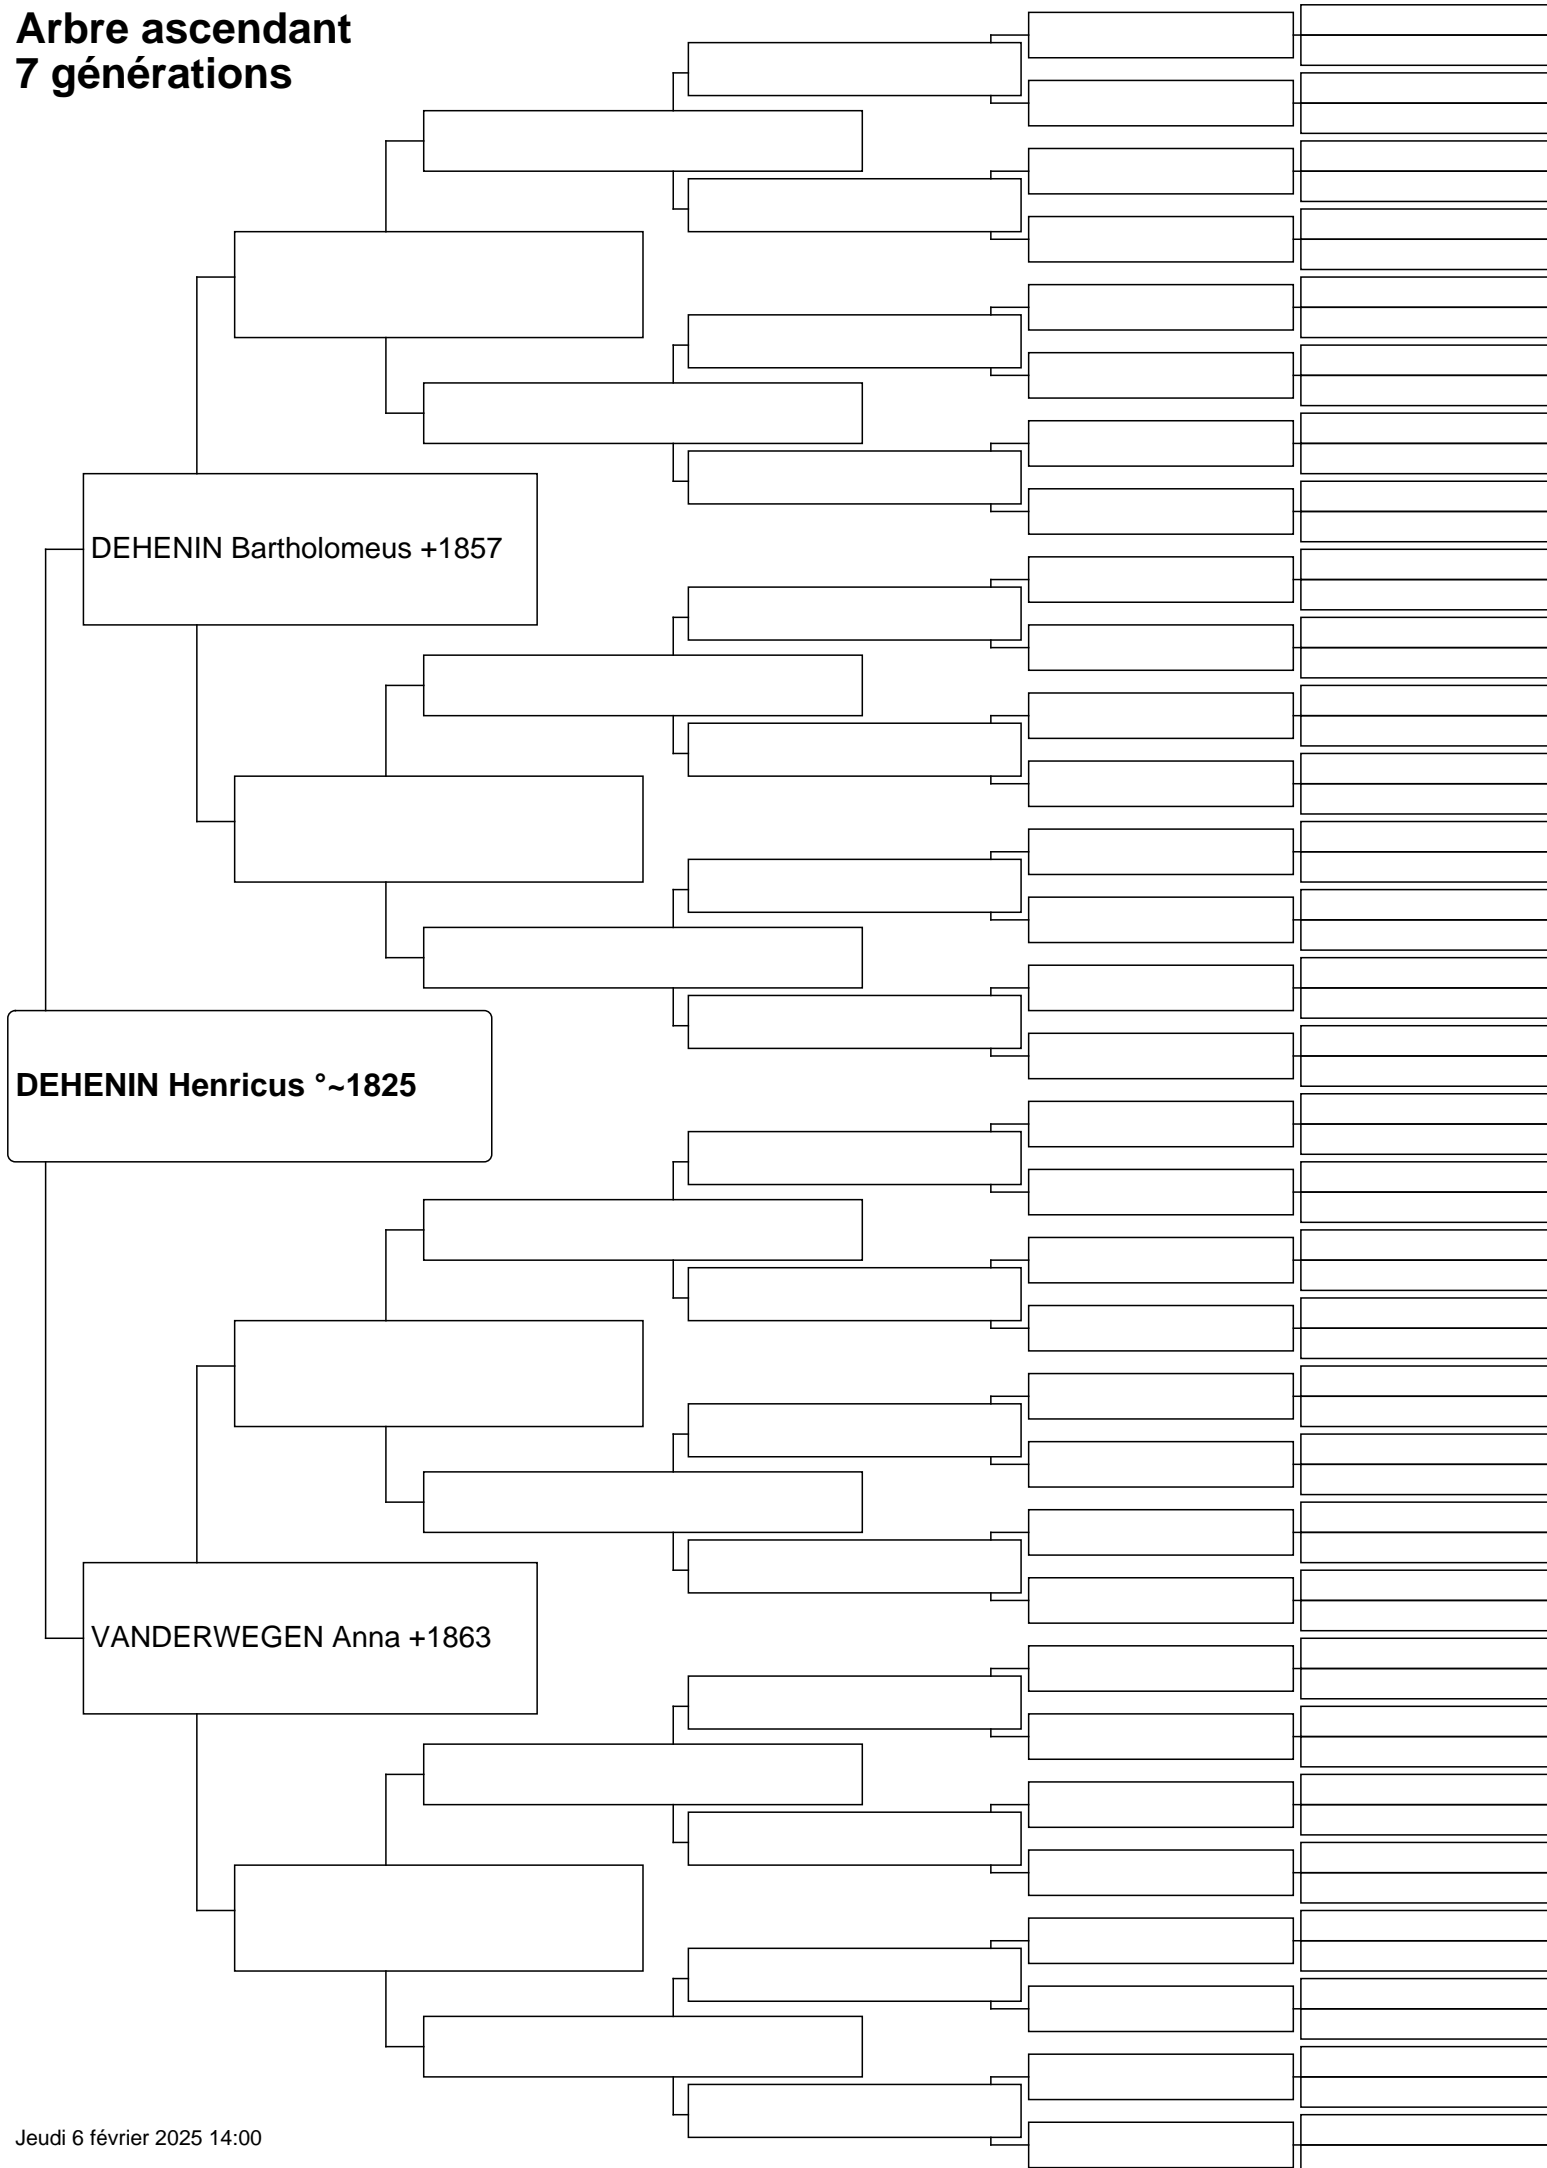 Arbre ascendant
7 générations
DEHENIN Bartholomeus +1857
DEHENIN Henricus °~1825
VANDERWEGEN Anna +1863
Jeudi 6 février 2025 14:00